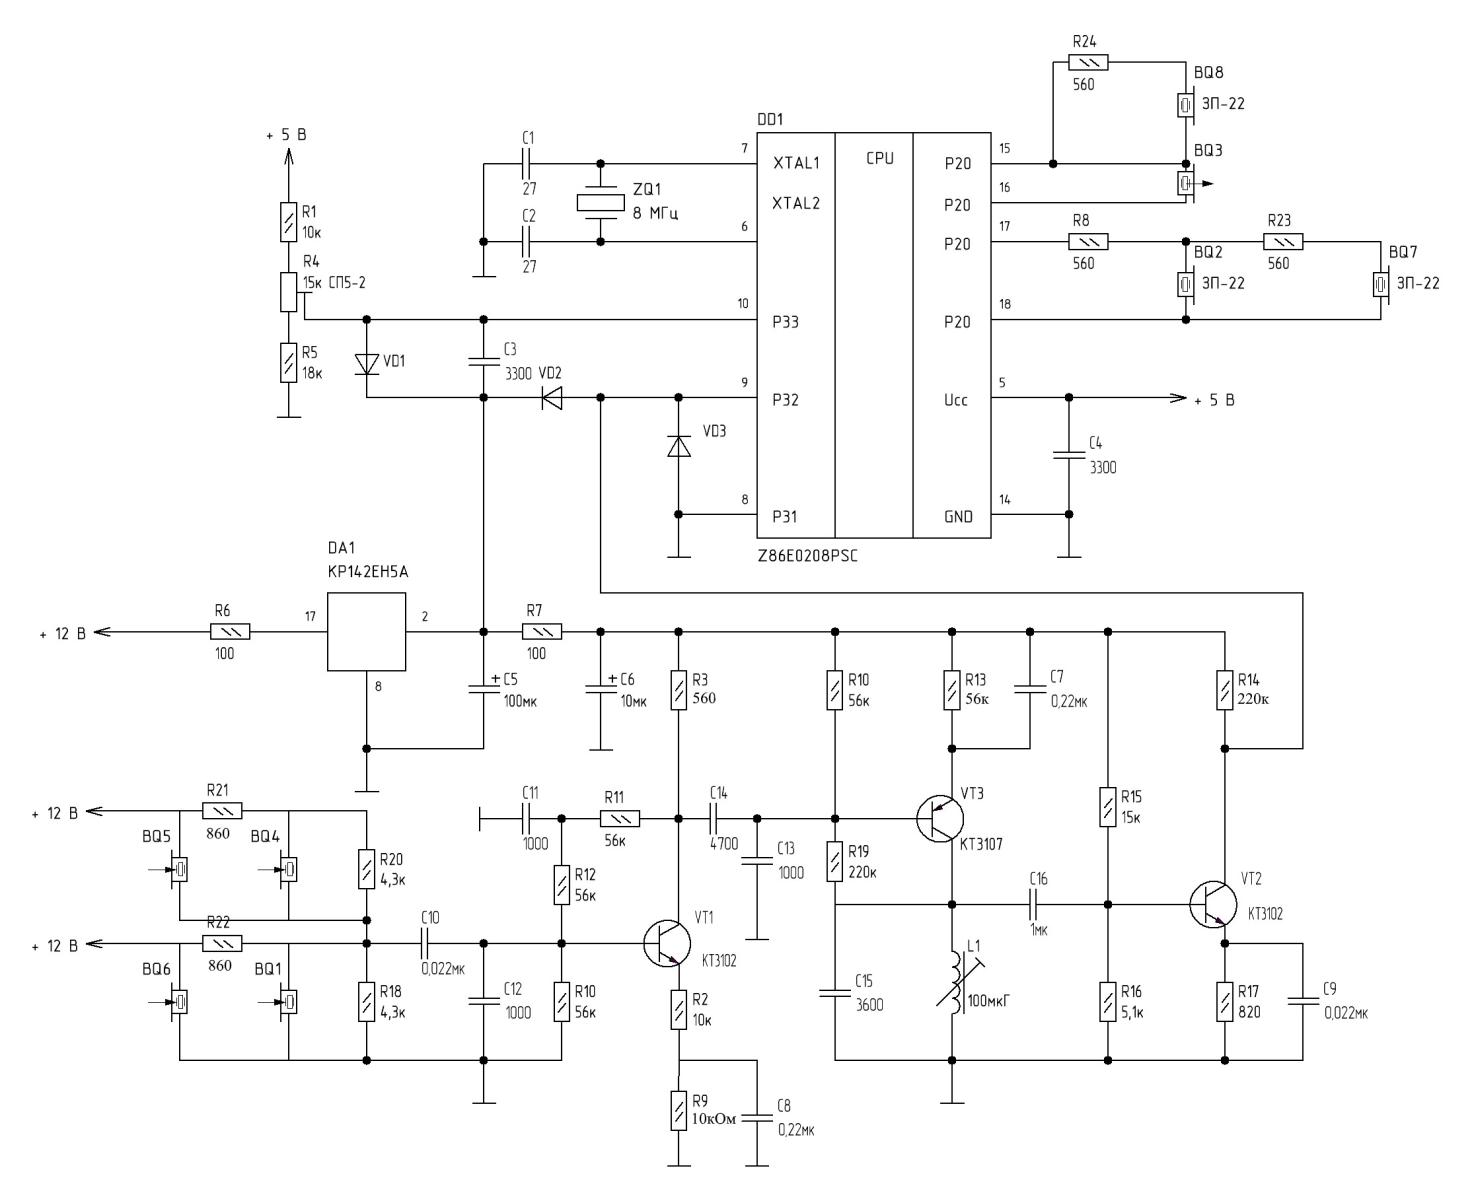 R24
560
BQ8
ЗП-22
BQ3
+ 5 В
R1
10к
R4
15к СП5-2
R5
18к
C1
27
C2
27
ZQ1
8 МГц
DD1
7
XTAL1
CPU
P20
15
XTAL2
P20
16
6
P20
17
R8
560
R23
560
BQ2
ЗП-22
BQ7
ЗП-22
10
P33
P20
18
VD1
C3
3300
VD2
9
P32
Ucc
5
+ 5 В
VD3
C4
3300
8
P31
GND
14
Z86E0208PSC
DA1
КР142ЕН5А
+ 12 В
R6
100
17
2
8
R7
100
C5
+
100мк
C6
+
10мк
R3
560
R10
56к
R13
56к
C7
0,22мк
R14
220к
+ 12 В
R21
860
BQ5
BQ4
R20
4,3к
C11
1000
R11
56к
C14
4700
C13
1000
R12
56к
R19
220к
VT3
КТ3107
R15
15к
+ 12 В
R22
860
BQ6
BQ1
R18
4,3к
C10
0,022мк
C12
1000
R10
56к
VT1
КТ3102
R2
10к
R9
10кОм
C8
0,22мк
C15
3600
L1
100мкГ
C16
1мк
R16
5,1к
VT2
КТ3102
R17
820
C9
0,022мк